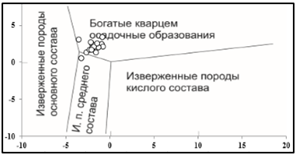 5
0
-5
-10
-10
-5
0
5
10
15
20
Богатые кварцем
осадочные образования
Изверженные породы
основного состава
И. п. среднего
состава
Изверженные породы
кислого состава